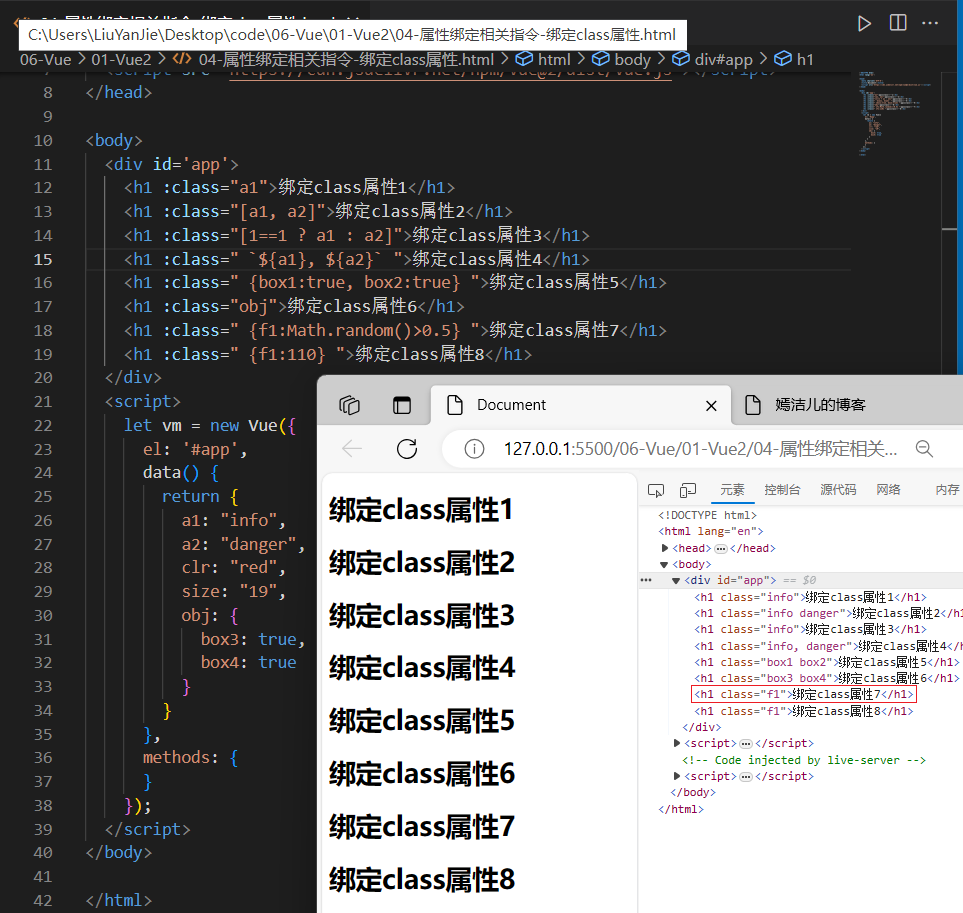 C:\Users\LiuYanJie\Desktop\code\06-Vue\01-Vue2\04-属性绑定相关指令-绑定class属性.html
06-Vue > 01-Vue2 > 04-属性绑定相关指令-绑定class属性.html > html > body > div#app > h1
8 </head>
9
10 <body>
11 <div id='app'>
12 <h1 :class="a1">绑定class属性1</h1>
13 <h1 :class="[a1, a2]">绑定class属性2</h1>
14 <h1 :class="[1==1 ? a1 : a2]">绑定class属性3</h1>
15 <h1 :class=" `${a1}, ${a2}` ">绑定class属性4</h1>
16 <h1 :class=" {box1:true, box2:true} ">绑定class属性5</h1>
17 <h1 :class="obj">绑定class属性6</h1>
18 <h1 :class=" {f1:Math.random()>0.5} ">绑定class属性7</h1>
19 <h1 :class=" {f1:110} ">绑定class属性8</h1>
20 </div>
21 <script>
22 let vm = new Vue({
23 el: '#app',
24 data() {
25 return {
26 a1: "info",
27 a2: "danger",
28 clr: "red",
29 size: "19",
30 obj: {
31 box3: true,
32 box4: true
33 }
34 }
35 },
36 methods: {
37 }
38 });
39 </script>
40 </body>
41
42 </html>
Document
嫣洁儿的博客
127.0.0.1:5500/06-Vue/01-Vue2/04-属性绑定相关...
绑定class属性1
绑定class属性2
绑定class属性3
绑定class属性4
绑定class属性5
绑定class属性6
绑定class属性7
绑定class属性8
元素 控制台 源代码 网络 内存
<!DOCTYPE html>
<html lang="en">
<head> … </head>
<body>
<div id="app"> == $0
<h1 class="info">绑定class属性1</h1>
<h1 class="info danger">绑定class属性2</h1
<h1 class="info">绑定class属性3</h1>
<h1 class="info, danger">绑定class属性4</h
<h1 class="box1 box2">绑定class属性5</h1>
<h1 class="box3 box4">绑定class属性6</h1>
<h1 class="f1">绑定class属性7</h1>
<h1 class="f1">绑定class属性8</h1>
</div>
<script> … </script>
<!-- Code injected by live-server -->
<script> … </script>
</body>
</html>